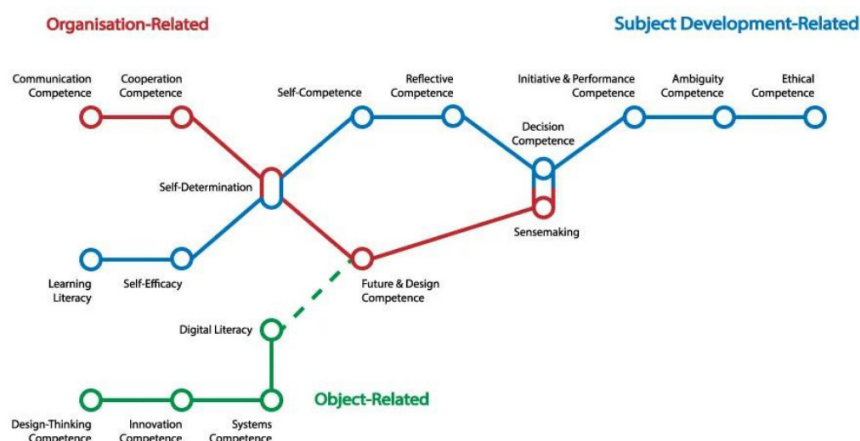 Organisation-Related
Subject Development-Related
Communication
Competence
Cooperation
Competence
Self-Competence
Reflective
Competence
Initiative & Performance
Competence
Ambiguity
Competence
Ethical
Competence
Decision
Competence
Self-Determination
Sensemaking
Learning
Literacy
Self-Efficacy
Future & Design
Competence
Digital Literacy
Object-Related
Design-Thinking
Competence
Innovation
Competence
Systems
Competence